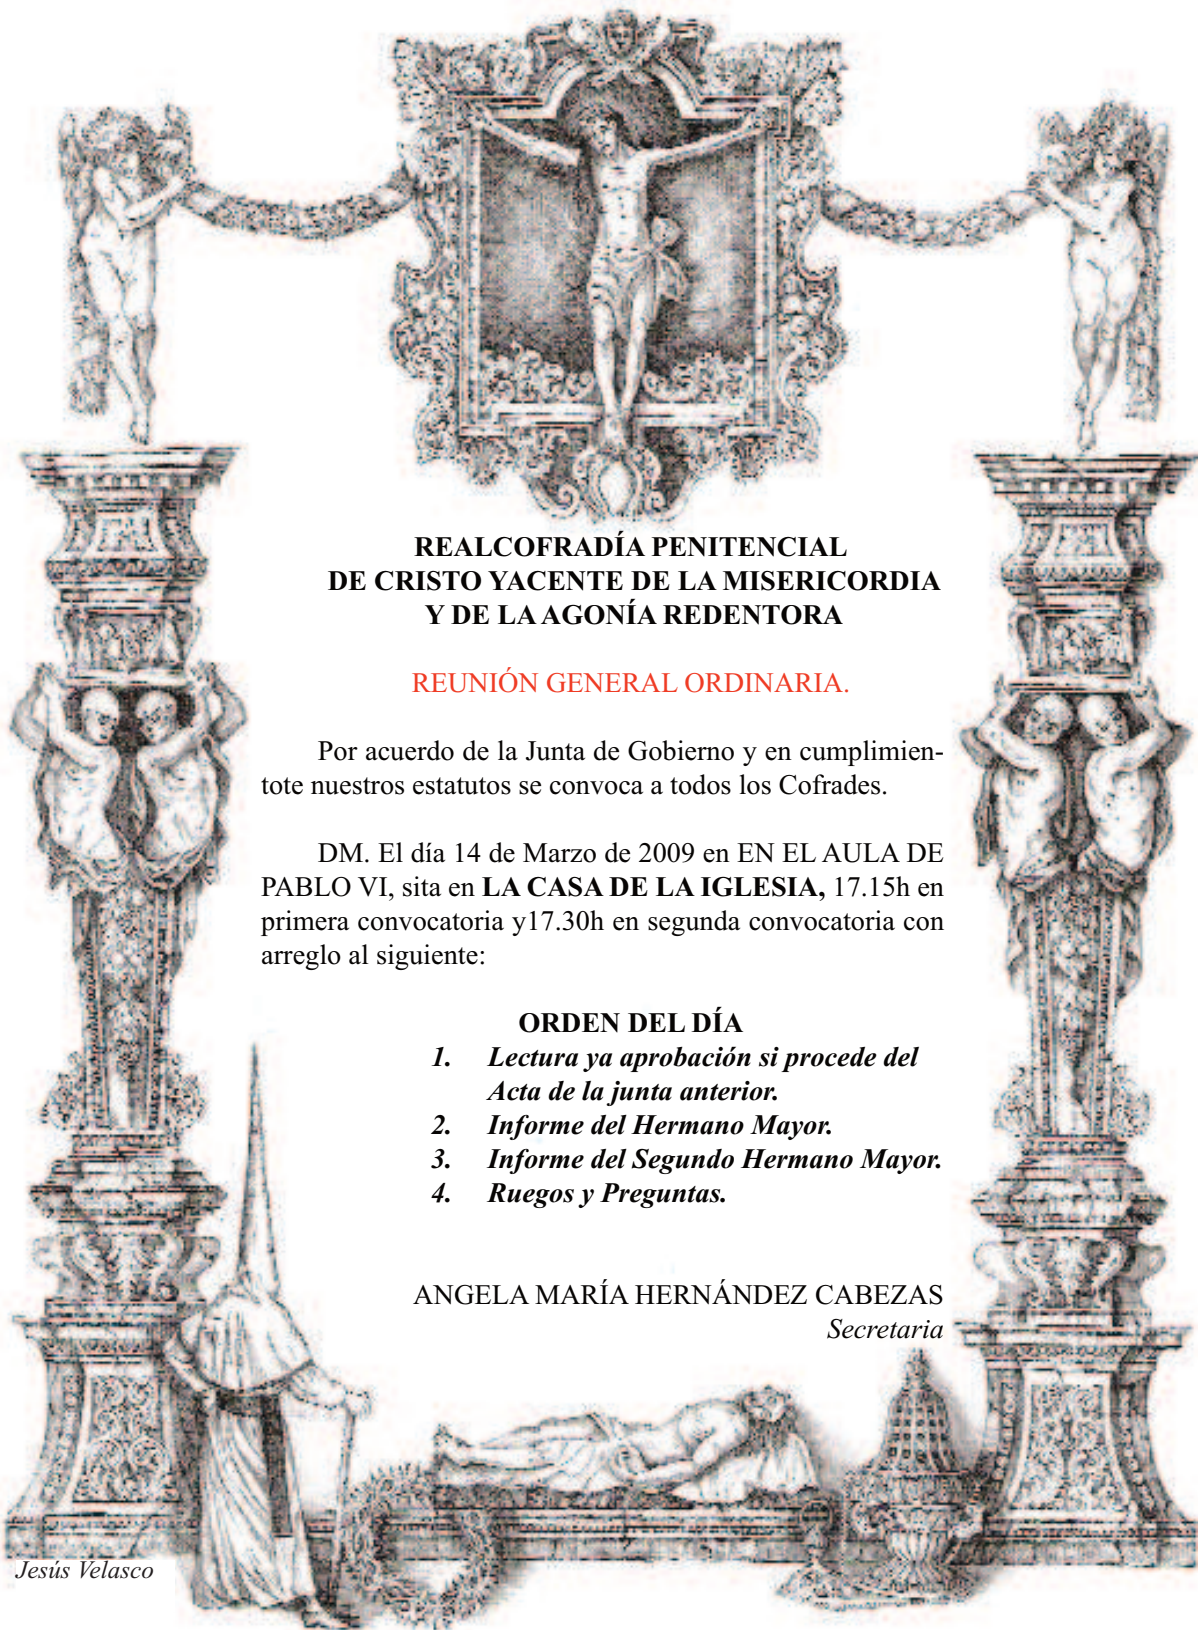 REALCOFRADÍA PENITENCIAL
DE CRISTO YACENTE DE LA MISERICORDIA
Y DE LA AGONÍA REDENTORA
REUNIÓN GENERAL ORDINARIA.
Por acuerdo de la Junta de Gobierno y en cumplimien-
tote nuestros estatutos se convoca a todos los Cofrades.
DM. El día 14 de Marzo de 2009 en EN EL AULA DE
PABLO VI, sita en LA CASA DE LA IGLESIA, 17.15h en
primera convocatoria y17.30h en segunda convocatoria con
arreglo al siguiente:
ORDEN DEL DÍA
1. Lectura ya aprobación si procede del
Acta de la junta anterior.
2. Informe del Hermano Mayor.
3. Informe del Segundo Hermano Mayor.
4. Ruegos y Preguntas.
ANGELA MARÍA HERNÁNDEZ CABEZAS
Secretaria
Jesús Velasco